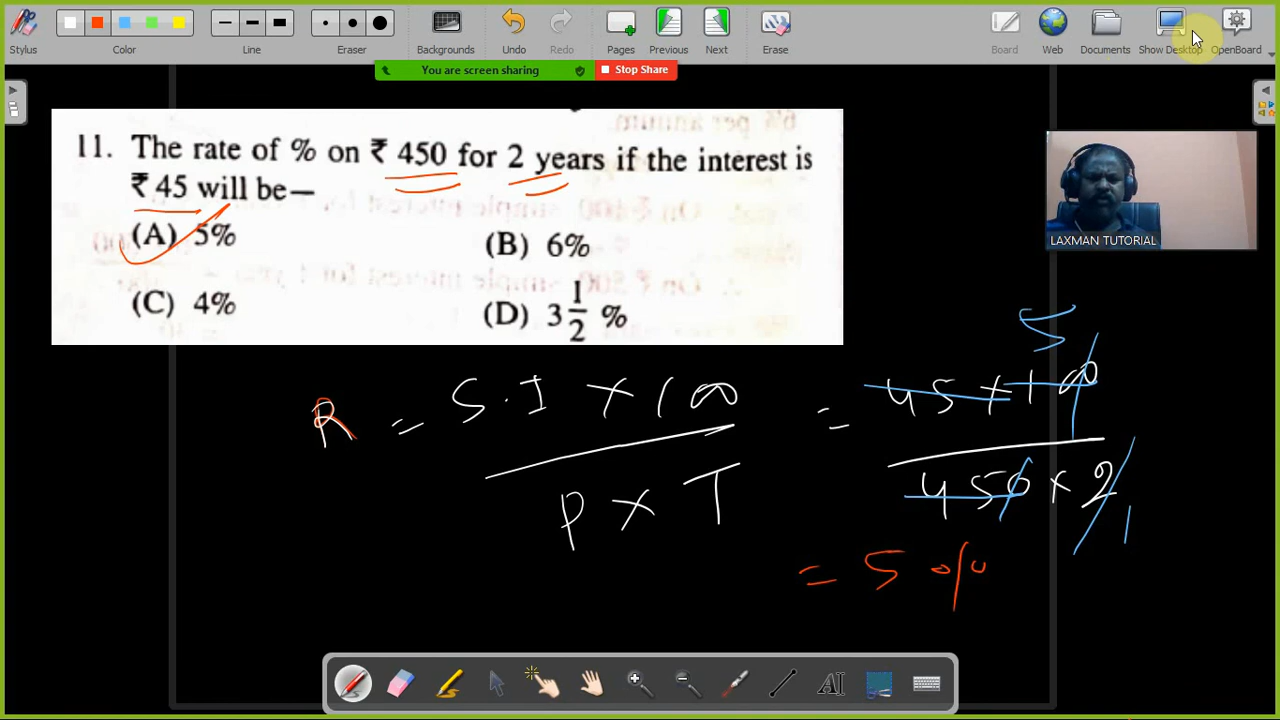 Stylus Color Line Eraser Backgrounds Undo Redo Pages Previous Next Erase Board Web Documents Show Desktop OpenBoard
You are screen sharing Stop Share
11. The rate of % on ₹ 450 for 2 years if the interest is
₹ 45 will be—
(A) 5% (B) 6%
(C) 4% (D) 3 1/2 %
LAXMAN TUTORIAL
5
R = S.I × 100 = 45 × 100
P × T 450 × 2
1
= 5 %
AI